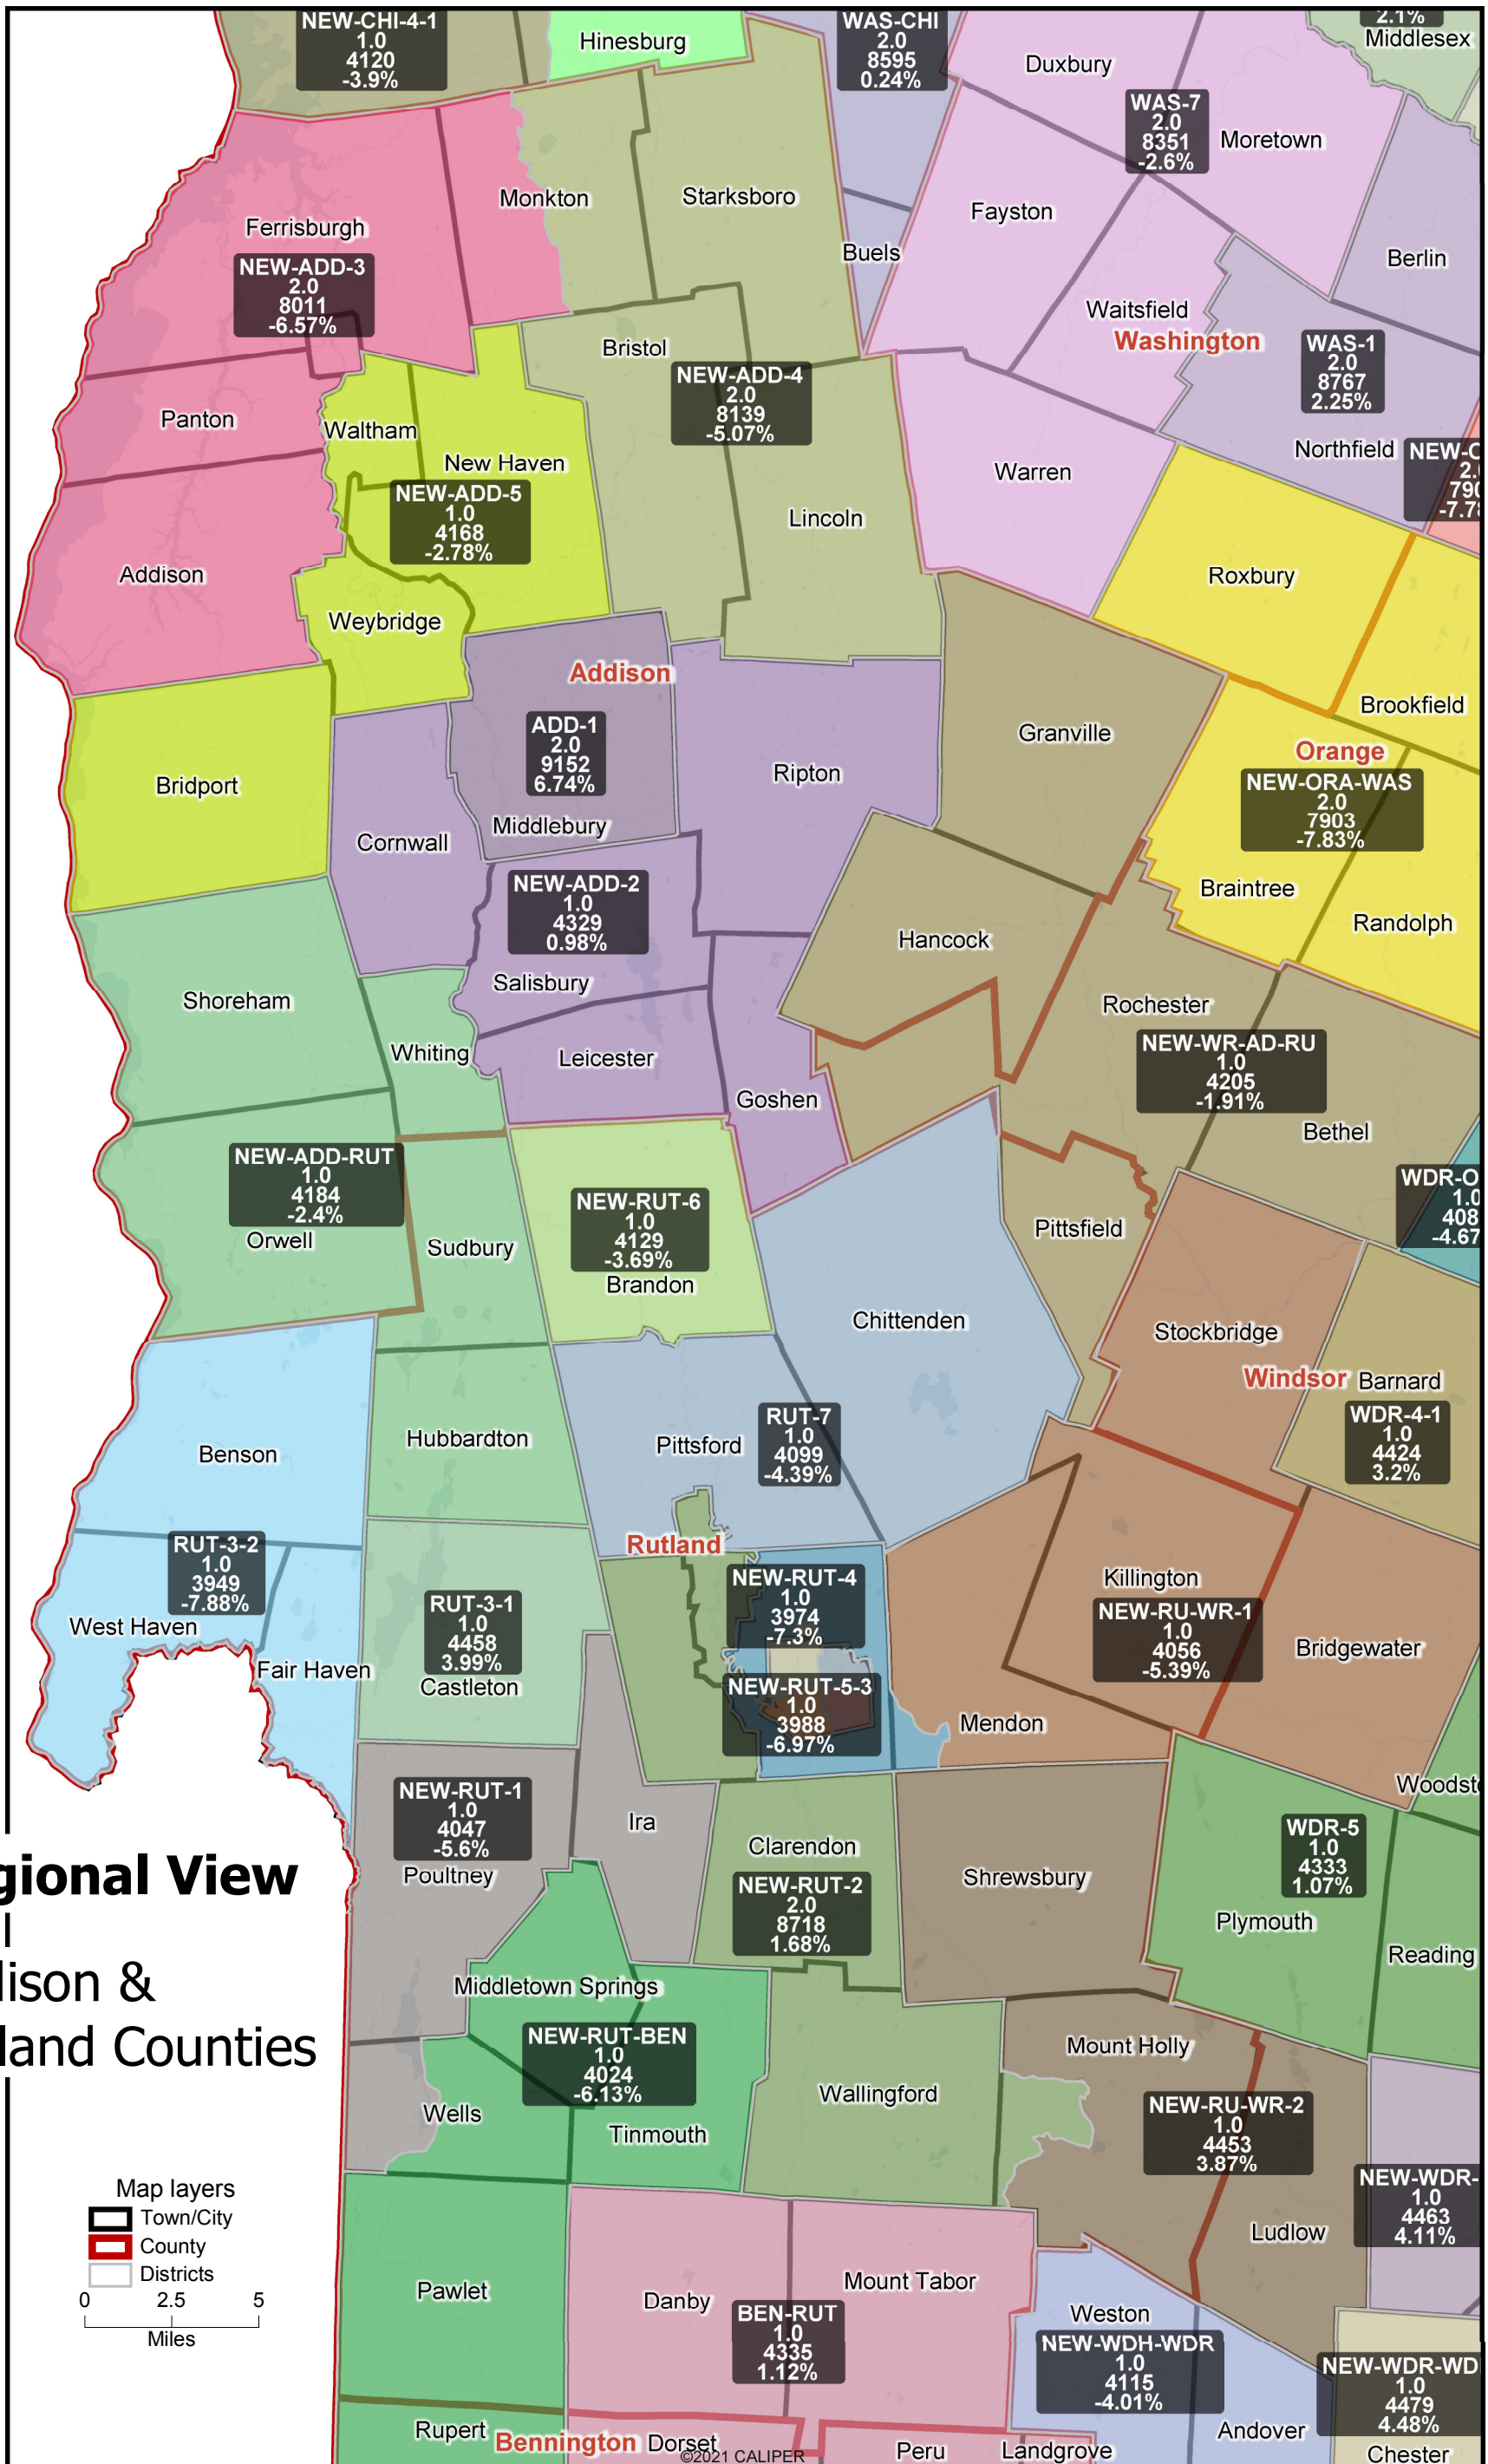 NEW-CHI-4-1
1.0
4120
-3.9%
Hinesburg
WAS-CHI
2.0
8595
0.24%
2.1%
Middlesex
Duxbury
WAS-7
2.0
8351
-2.6%
Moretown
Monkton
Starksboro
Fayston
Ferrisburgh
NEW-ADD-3
2.0
8011
-6.57%
Buels
Berlin
Waitsfield
Washington
WAS-1
2.0
8767
2.25%
Bristol
NEW-ADD-4
2.0
8139
-5.07%
Panton
Waltham
New Haven
NEW-ADD-5
1.0
4168
-2.78%
Warren
Northfield
NEW-O
2.
790
-7.78
Lincoln
Addison
Roxbury
Weybridge
Addison
Brookfield
ADD-1
2.0
9152
6.74%
Middlebury
Granville
Orange
NEW-ORA-WAS
2.0
7903
-7.83%
Bridport
Ripton
Cornwall
NEW-ADD-2
1.0
4329
0.98%
Salisbury
Braintree
Randolph
Hancock
Shoreham
Rochester
Whiting
Leicester
NEW-WR-AD-RU
1.0
4205
-1.91%
Goshen
Bethel
NEW-ADD-RUT
1.0
4184
-2.4%
Orwell
WDR-O
1.0
408
-4.67
NEW-RUT-6
1.0
4129
-3.69%
Brandon
Sudbury
Pittsfield
Chittenden
Stockbridge
Windsor
Barnard
WDR-4-1
1.0
4424
3.2%
Benson
Hubbardton
Pittsford
RUT-7
1.0
4099
-4.39%
RUT-3-2
1.0
3949
-7.88%
West Haven
Rutland
NEW-RUT-4
1.0
3974
-7.3%
Killington
NEW-RU-WR-1
1.0
4056
-5.39%
RUT-3-1
1.0
4458
3.99%
Castleton
Fair Haven
Bridgewater
NEW-RUT-5-3
1.0
3988
-6.97%
Mendon
NEW-RUT-1
1.0
4047
-5.6%
Poultney
Woodst
Ira
Clarendon
NEW-RUT-2
2.0
8718
1.68%
Shrewsbury
WDR-5
1.0
4333
1.07%
Plymouth
gional View
Reading
lison &
land Counties
Middletown Springs
NEW-RUT-BEN
1.0
4024
-6.13%
Mount Holly
Wells
Tinmouth
Wallingford
NEW-RU-WR-2
1.0
4453
3.87%
NEW-WDR-
1.0
4463
4.11%
Map layers
Town/City
County
Districts
0 2.5 5
Miles
Ludlow
Pawlet
Danby
Mount Tabor
BEN-RUT
1.0
4335
1.12%
Weston
NEW-WDH-WDR
1.0
4115
-4.01%
NEW-WDR-WD
1.0
4479
4.48%
Rupert
Bennington
Dorset
Peru
Landgrove
Andover
Chester
©2021 CALIPER